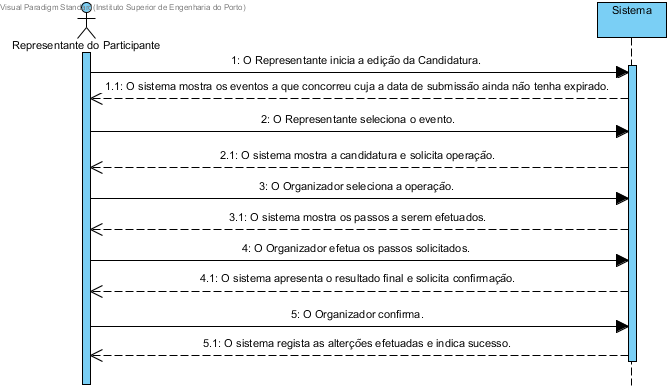 Visual Paradigm Standard (Instituto Superior de Engenharia do Porto)
Sistema
Representante do Participante
1: O Representante inicia a edição da Candidatura.
1.1: O sistema mostra os eventos a que concorreu cuja a data de submissão ainda não tenha expirado.
2: O Representante seleciona o evento.
2.1: O sistema mostra a candidatura e solicita operação.
3: O Organizador seleciona a operação.
3.1: O sistema mostra os passos a serem efetuados.
4: O Organizador efetua os passos solicitados.
4.1: O sistema apresenta o resultado final e solicita confirmação.
5: O Organizador confirma.
5.1: O sistema regista as alterções efetuadas e indica sucesso.